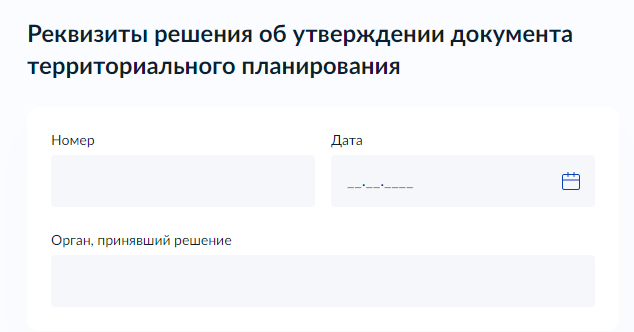 Реквизиты решения об утверждении документа
территориального планирования
Номер
Дата
__.__.____
Орган, принявший решение